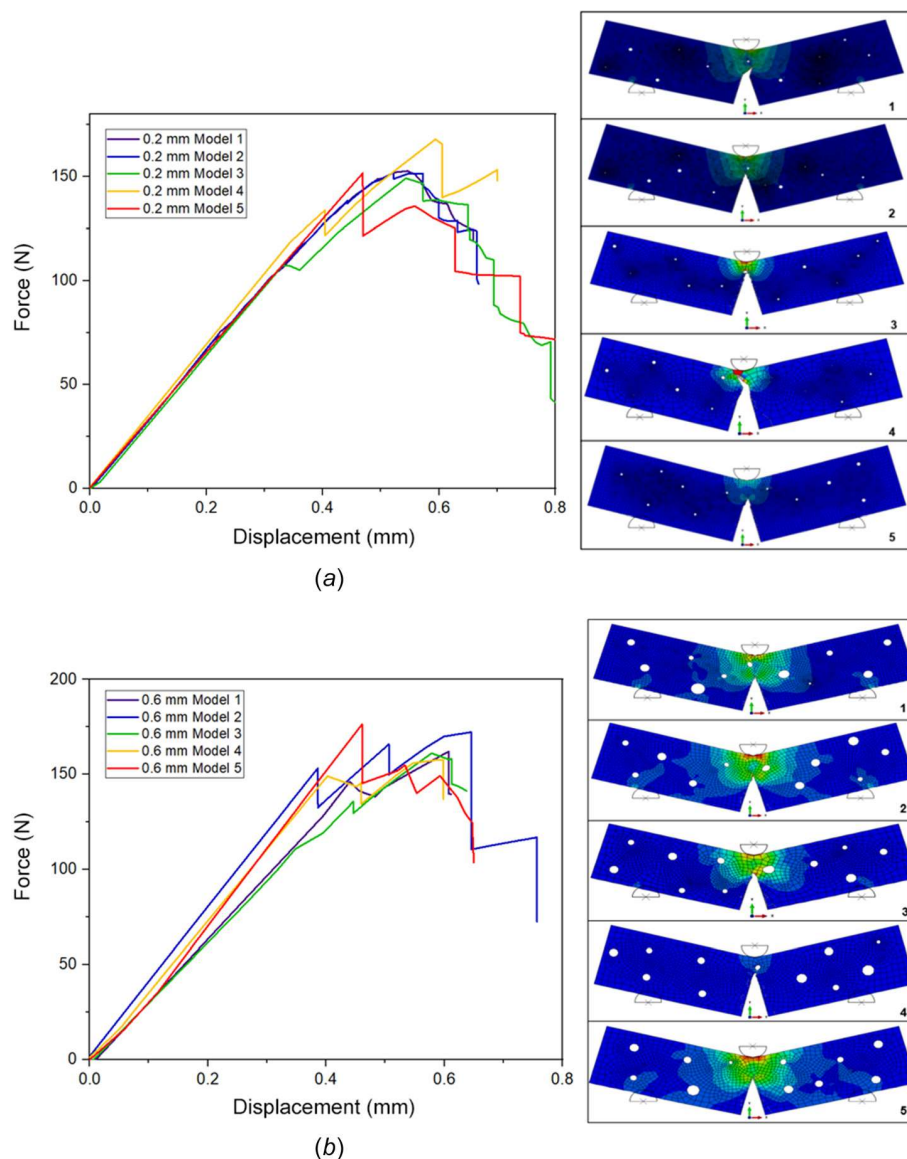 0.2 mm Model 1
0.2 mm Model 2
0.2 mm Model 3
0.2 mm Model 4
0.2 mm Model 5
150
100
50
0
0.0 0.2 0.4 0.6 0.8
Force (N)
Displacement (mm)
1
2
3
4
5
(a)
200
150
100
50
0
0.6 mm Model 1
0.6 mm Model 2
0.6 mm Model 3
0.6 mm Model 4
0.6 mm Model 5
0.0 0.2 0.4 0.6 0.8
Force (N)
Displacement (mm)
1
2
3
4
5
(b)